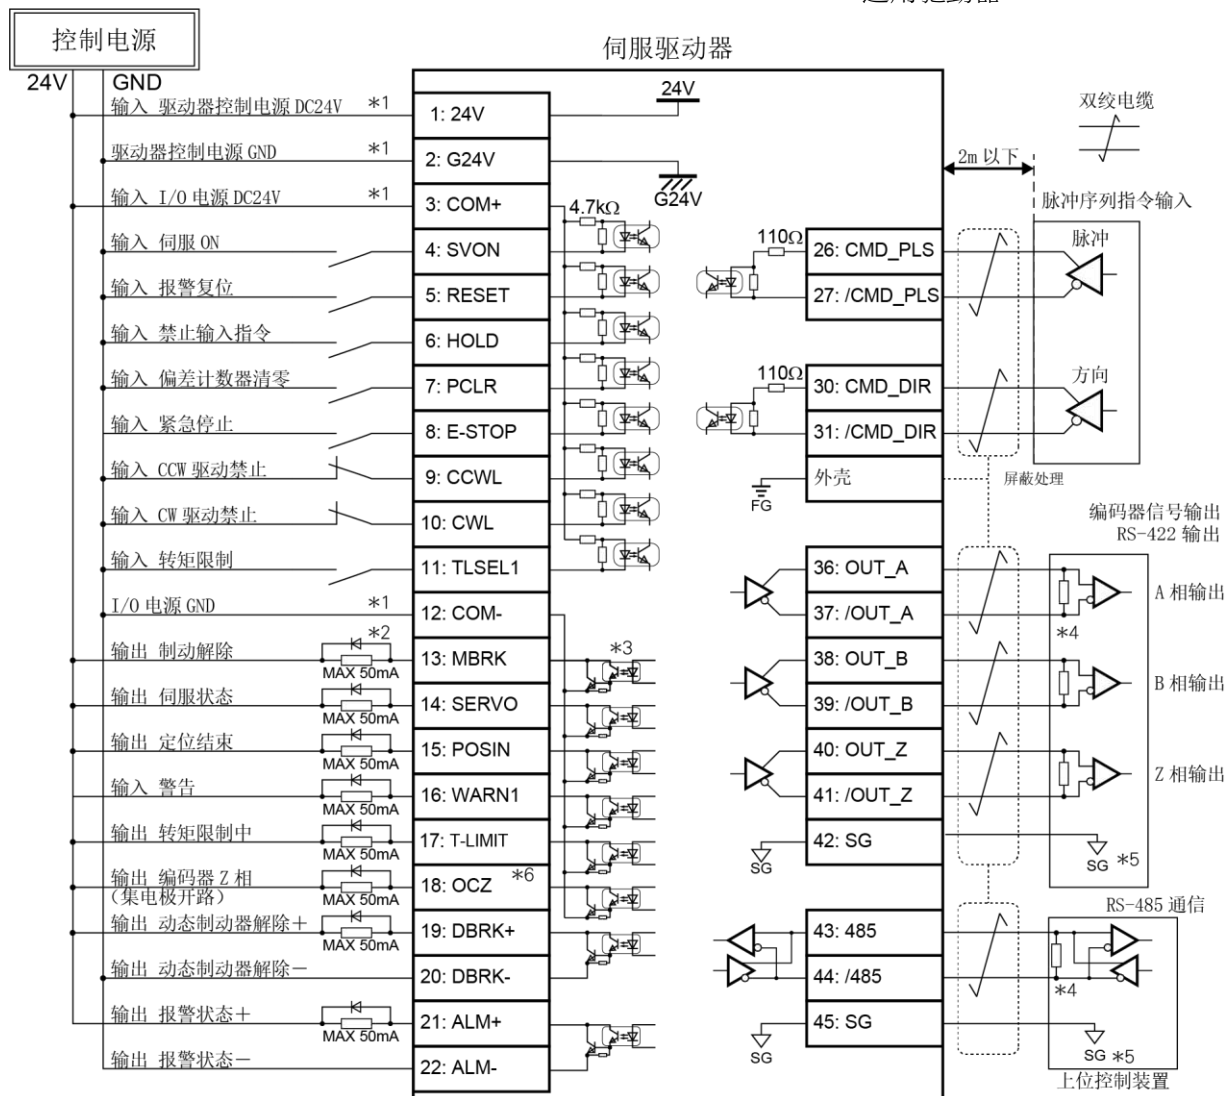 控制电源
24V
GND
伺服驱动器
输入 驱动器控制电源 DC24V *1
1: 24V
24V
驱动器控制电源 GND *1
2: G24V
G24V
输入 I/O 电源 DC24V *1
3: COM+
4.7kΩ
输入 伺服 ON
4: SVON
输入 报警复位
5: RESET
输入 禁止输入指令
6: HOLD
输入 偏差计数器清零
7: PCLR
输入 紧急停止
8: E-STOP
输入 CCW 驱动禁止
9: CCWL
输入 CW 驱动禁止
10: CWL
输入 转矩限制
11: TLSEL1
I/O 电源 GND *1
12: COM-
输出 制动解除
*2
MAX 50mA
13: MBRK
*3
输出 伺服状态
MAX 50mA
14: SERVO
输出 定位结束
MAX 50mA
15: POSIN
输入 警告
MAX 50mA
16: WARN1
输出 转矩限制中
MAX 50mA
17: T-LIMIT
输出 编码器 Z 相
(集电极开路)
MAX 50mA
18: OCZ *6
输出 动态制动器解除＋
MAX 50mA
19: DBRK+
输出 动态制动器解除－
20: DBRK-
输出 报警状态＋
MAX 50mA
21: ALM+
输出 报警状态－
22: ALM-
双绞电缆
2m 以下
脉冲序列指令输入
110Ω
26: CMD_PLS
脉冲
27: /CMD_PLS
110Ω
30: CMD_DIR
方向
31: /CMD_DIR
外壳
FG
屏蔽处理
编码器信号输出
RS-422 输出
36: OUT_A
37: /OUT_A
A 相输出
*4
38: OUT_B
39: /OUT_B
B 相输出
40: OUT_Z
41: /OUT_Z
Z 相输出
42: SG
SG
SG *5
RS-485 通信
43: 485
44: /485
*4
45: SG
SG
SG *5
上位控制装置